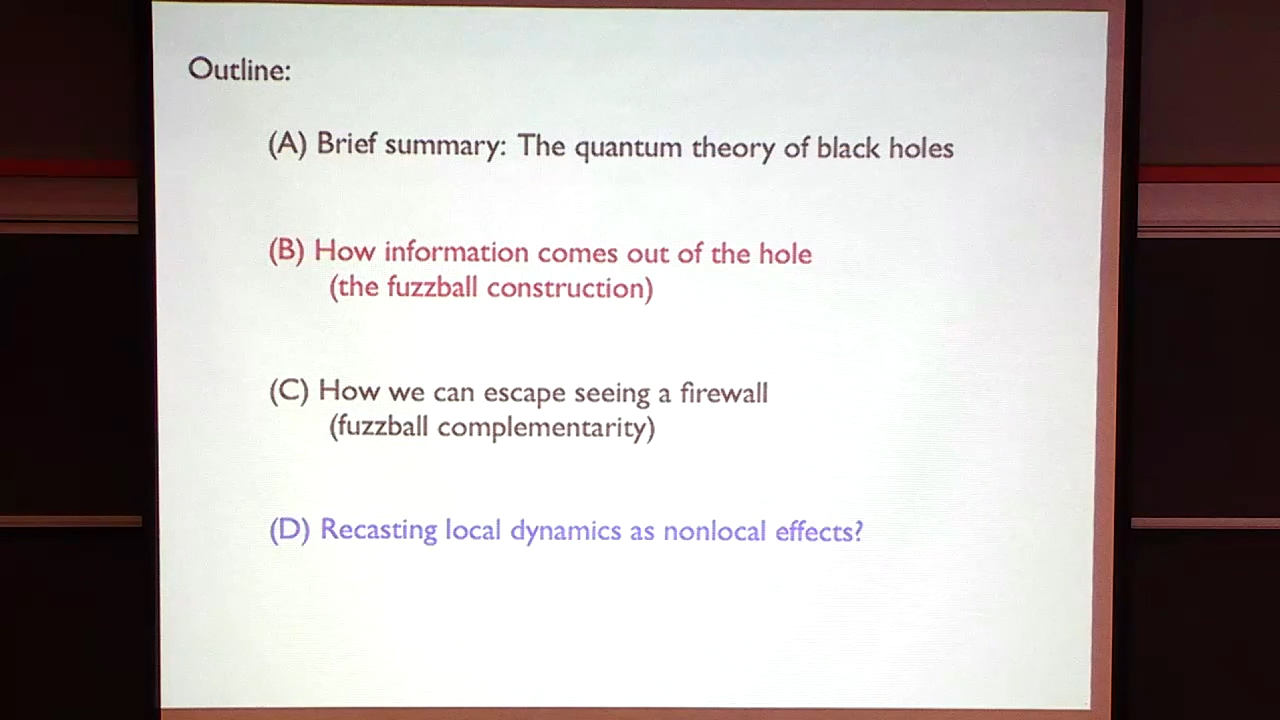 Outline:
(A) Brief summary: The quantum theory of black holes
(B) How information comes out of the hole
(the fuzzball construction)
(C) How we can escape seeing a firewall
(fuzzball complementarity)
(D) Recasting local dynamics as nonlocal effects?